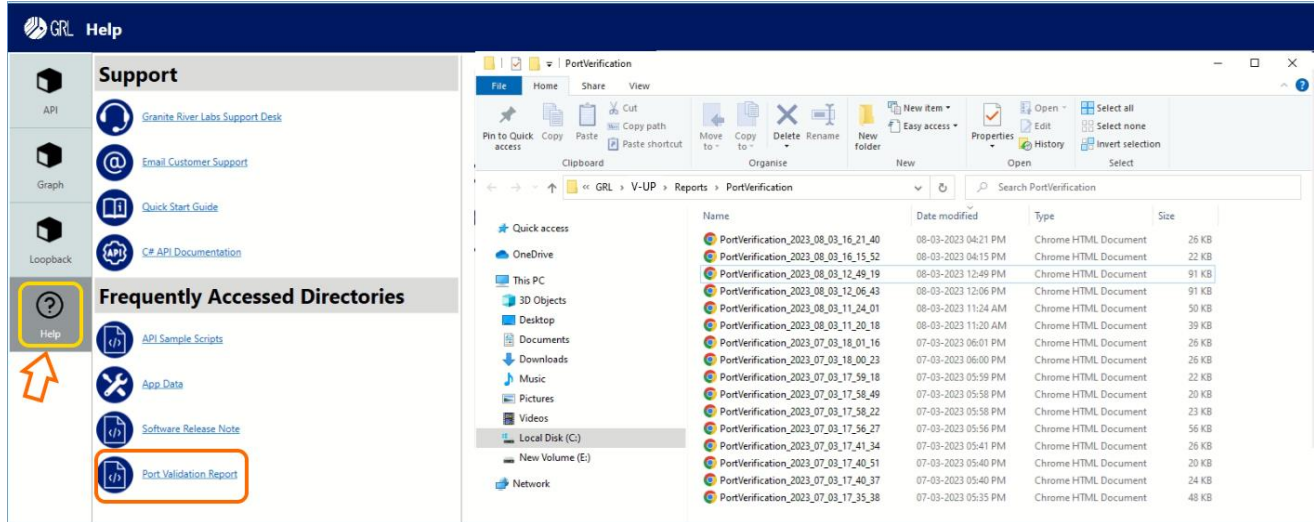 GRL Help
API
Graph
Loopback
Help
Support
Granite River Labs Support Desk
Email Customer Support
Quick Start Guide
C# API Documentation
Frequently Accessed Directories
API Sample Scripts
App Data
Software Release Note
Port Validation Report
PortVerification
File Home Share View
Pin to Quick access
Copy
Paste
Cut
Copy path
Paste shortcut
Clipboard
Move to
Copy to
Delete
Rename
Organise
New folder
New item
Easy access
New
Properties
Open
Edit
History
Open
Select all
Select none
Invert selection
Select
« GRL › V-UP › Reports › PortVerification
Search PortVerification
Quick access
OneDrive
This PC
3D Objects
Desktop
Documents
Downloads
Music
Pictures
Videos
Local Disk (C:)
New Volume (E:)
Network
Name Date modified Type Size
PortVerification_2023_08_03_16_21_40 08-03-2023 04:21 PM Chrome HTML Document 26 KB
PortVerification_2023_08_03_16_15_52 08-03-2023 04:15 PM Chrome HTML Document 22 KB
PortVerification_2023_08_03_12_49_19 08-03-2023 12:49 PM Chrome HTML Document 91 KB
PortVerification_2023_08_03_12_06_43 08-03-2023 12:06 PM Chrome HTML Document 91 KB
PortVerification_2023_08_03_11_24_01 08-03-2023 11:24 AM Chrome HTML Document 50 KB
PortVerification_2023_08_03_11_20_18 08-03-2023 11:20 AM Chrome HTML Document 39 KB
PortVerification_2023_07_03_18_01_16 07-03-2023 06:01 PM Chrome HTML Document 26 KB
PortVerification_2023_07_03_18_00_23 07-03-2023 06:00 PM Chrome HTML Document 26 KB
PortVerification_2023_07_03_17_59_18 07-03-2023 05:59 PM Chrome HTML Document 22 KB
PortVerification_2023_07_03_17_58_49 07-03-2023 05:58 PM Chrome HTML Document 20 KB
PortVerification_2023_07_03_17_58_22 07-03-2023 05:58 PM Chrome HTML Document 23 KB
PortVerification_2023_07_03_17_56_27 07-03-2023 05:56 PM Chrome HTML Document 56 KB
PortVerification_2023_07_03_17_41_34 07-03-2023 05:41 PM Chrome HTML Document 26 KB
PortVerification_2023_07_03_17_40_51 07-03-2023 05:40 PM Chrome HTML Document 20 KB
PortVerification_2023_07_03_17_40_37 07-03-2023 05:40 PM Chrome HTML Document 24 KB
PortVerification_2023_07_03_17_35_38 07-03-2023 05:35 PM Chrome HTML Document 48 KB